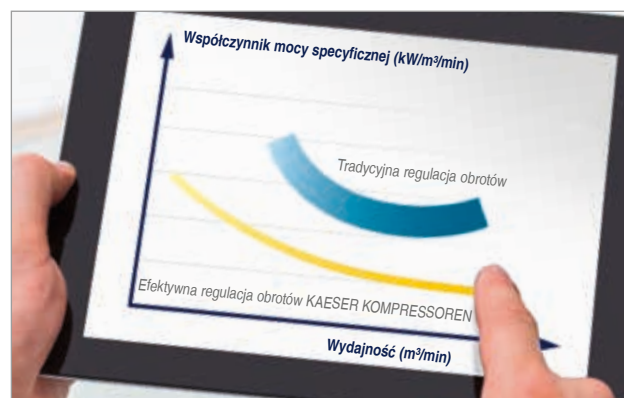 Współczynnik mocy specyficznej (kW/m³/min)
Tradycyjna regulacja obrotów
Efektywna regulacja obrotów KAESER KOMPRESSOREN
Wydajność (m³/min)